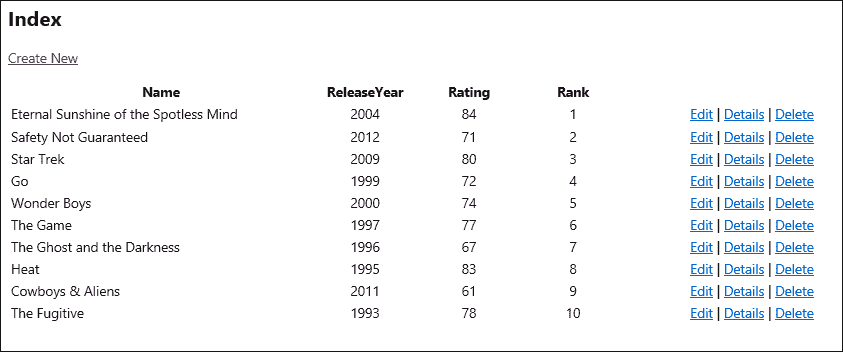 Index
Create New
Name ReleaseYear Rating Rank
Eternal Sunshine of the Spotless Mind 2004 84 1 Edit | Details | Delete
Safety Not Guaranteed 2012 71 2 Edit | Details | Delete
Star Trek 2009 80 3 Edit | Details | Delete
Go 1999 72 4 Edit | Details | Delete
Wonder Boys 2000 74 5 Edit | Details | Delete
The Game 1997 77 6 Edit | Details | Delete
The Ghost and the Darkness 1996 67 7 Edit | Details | Delete
Heat 1995 83 8 Edit | Details | Delete
Cowboys & Aliens 2011 61 9 Edit | Details | Delete
The Fugitive 1993 78 10 Edit | Details | Delete